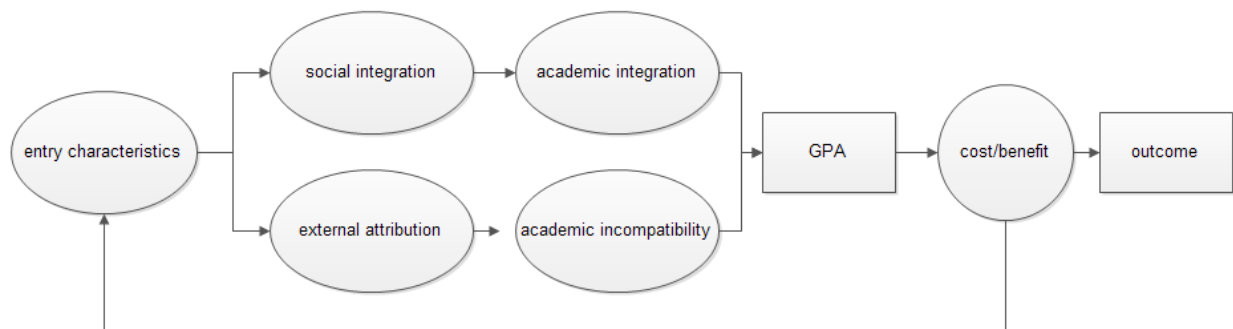 social integration
academic integration
entry characteristics
GPA
cost/benefit
outcome
external attribution
academic incompatibility